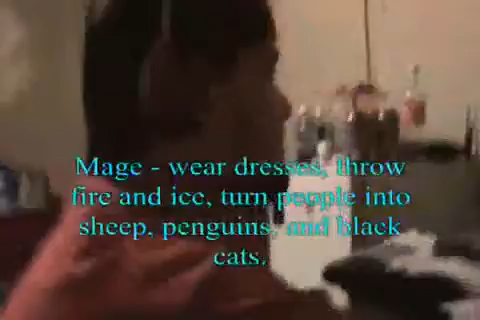 Mage - wear dresses, throw
fire and ice, turn people into
sheep, penguins, and black
cats.